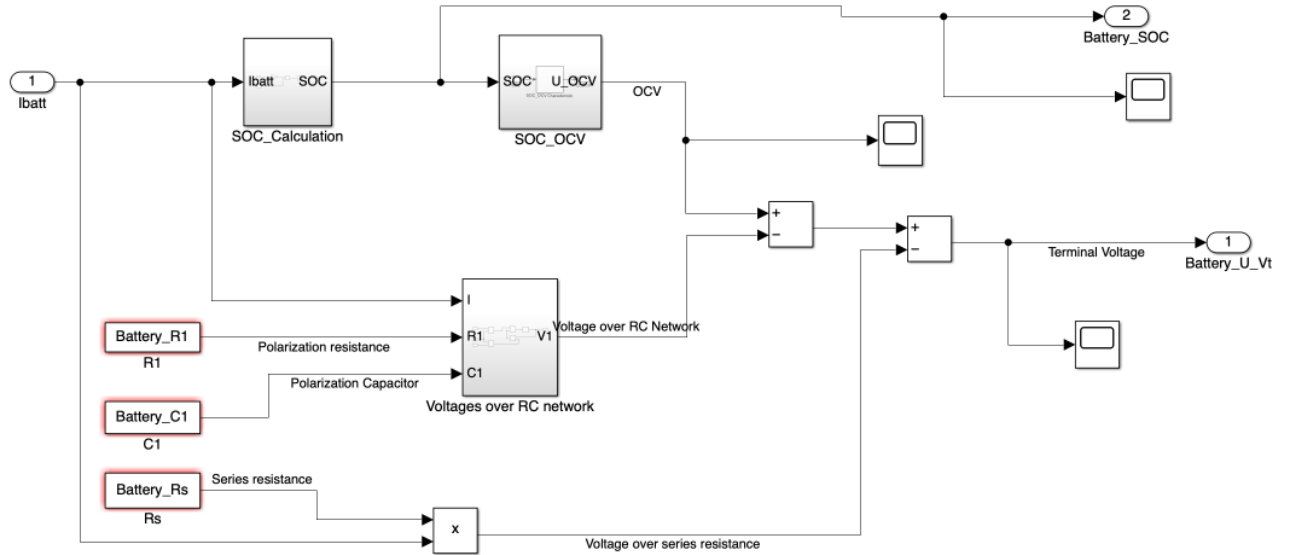 2
Battery_SOC
1
Ibatt
Ibatt
SOC
SOC_Calculation
SOC
U_OCV
SOC_OCV
OCV
+
−
+
−
Terminal Voltage
1
Battery_U_Vt
I
R1
V1
C1
Voltage over RC Network
Voltages over RC network
Battery_R1
R1
Polarization resistance
Polarization Capacitor
Battery_C1
C1
Battery_Rs
Rs
Series resistance
x
Voltage over series resistance